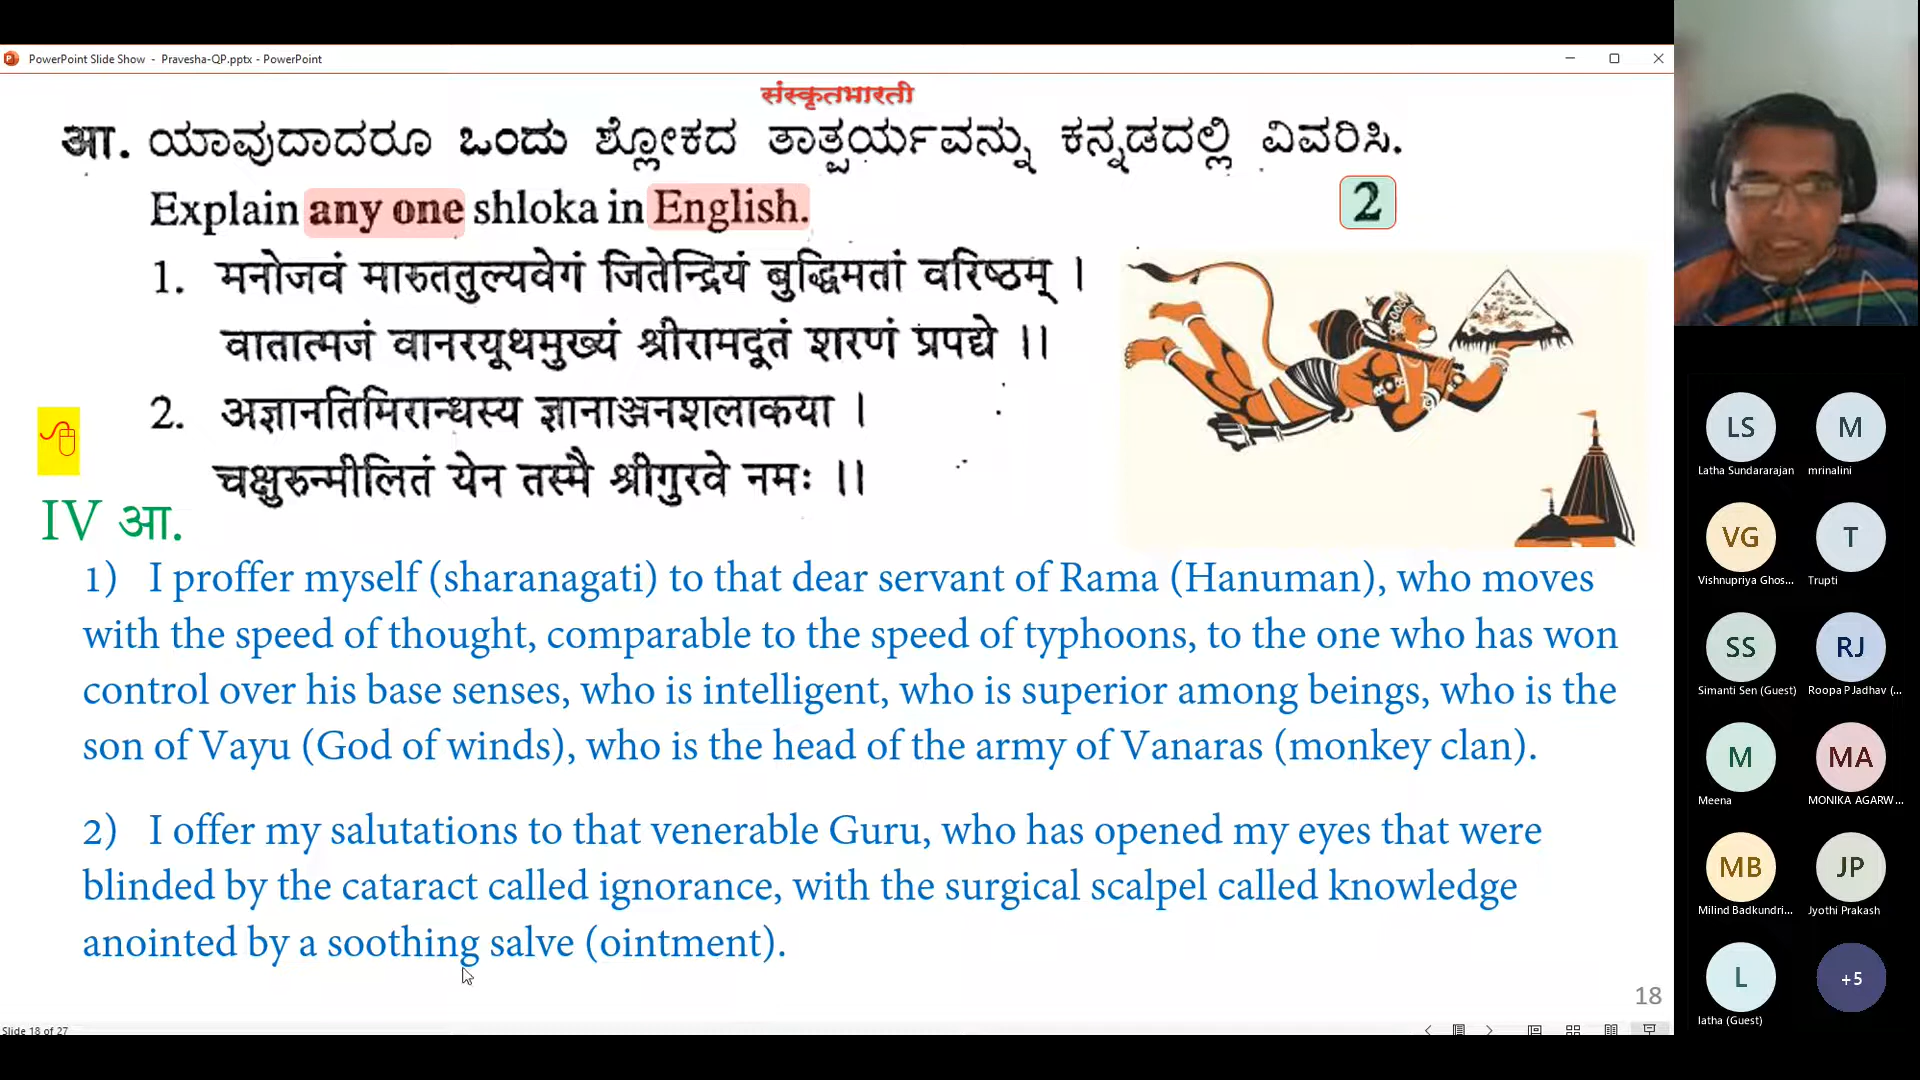 PowerPoint Slide Show - Pravesha-QP.pptx - PowerPoint
संस्कृतभारती
आ. ಯಾವುದಾದರೂ ಒಂದು ಶ್ಲೋಕದ ತಾತ್ಪರ್ಯವನ್ನು ಕನ್ನಡದಲ್ಲಿ ವಿವರಿಸಿ.
Explain any one shloka in English. 2
1. मनोजवं मारुततुल्यवेगं जितेन्द्रियं बुद्धिमतां वरिष्ठम् ।
वातात्मजं वानरयूथमुख्यं श्रीरामदूतं शरणं प्रपद्ये ।।
2. अज्ञानतिमिरान्धस्य ज्ञानाञ्जनशलाकया ।
चक्षुरुन्मीलितं येन तस्मै श्रीगुरवे नमः ।।
IV आ.
1) I proffer myself (sharanagati) to that dear servant of Rama (Hanuman), who moves
with the speed of thought, comparable to the speed of typhoons, to the one who has won
control over his base senses, who is intelligent, who is superior among beings, who is the
son of Vayu (God of winds), who is the head of the army of Vanaras (monkey clan).
2) I offer my salutations to that venerable Guru, who has opened my eyes that were
blinded by the cataract called ignorance, with the surgical scalpel called knowledge
anointed by a soothing salve (ointment).
18
Slide 18 of 27
LS M
Latha Sundararajan mrinalini
VG T
Vishnupriya Ghos... Trupti
SS RJ
Simanti Sen (Guest) Roopa P Jadhav (...
M MA
Meena MONIKA AGARW...
MB JP
Milind Badkundri... Jyothi Prakash
L +5
latha (Guest)